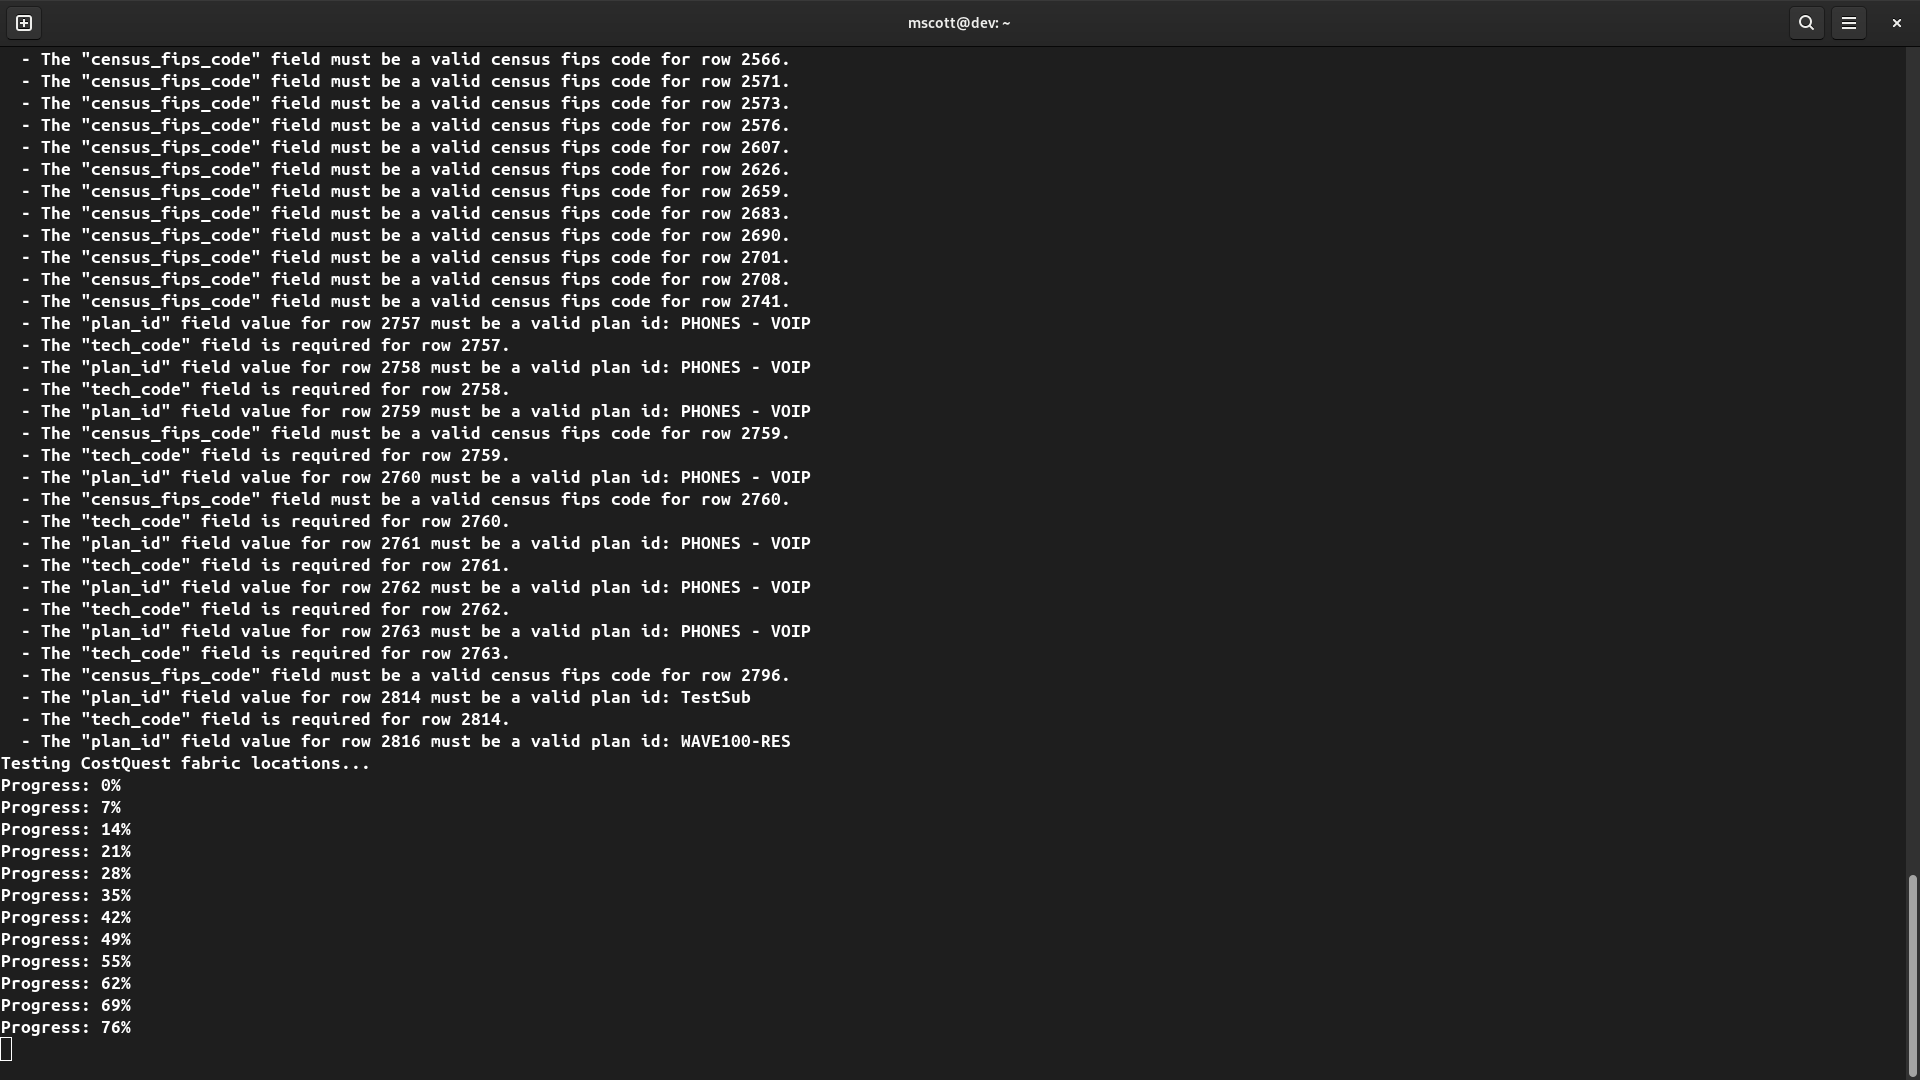 mscott@dev: ~
- The "census_fips_code" field must be a valid census fips code for row 2566.
- The "census_fips_code" field must be a valid census fips code for row 2571.
- The "census_fips_code" field must be a valid census fips code for row 2573.
- The "census_fips_code" field must be a valid census fips code for row 2576.
- The "census_fips_code" field must be a valid census fips code for row 2607.
- The "census_fips_code" field must be a valid census fips code for row 2626.
- The "census_fips_code" field must be a valid census fips code for row 2659.
- The "census_fips_code" field must be a valid census fips code for row 2683.
- The "census_fips_code" field must be a valid census fips code for row 2690.
- The "census_fips_code" field must be a valid census fips code for row 2701.
- The "census_fips_code" field must be a valid census fips code for row 2708.
- The "census_fips_code" field must be a valid census fips code for row 2741.
- The "plan_id" field value for row 2757 must be a valid plan id: PHONES - VOIP
- The "tech_code" field is required for row 2757.
- The "plan_id" field value for row 2758 must be a valid plan id: PHONES - VOIP
- The "tech_code" field is required for row 2758.
- The "plan_id" field value for row 2759 must be a valid plan id: PHONES - VOIP
- The "census_fips_code" field must be a valid census fips code for row 2759.
- The "tech_code" field is required for row 2759.
- The "plan_id" field value for row 2760 must be a valid plan id: PHONES - VOIP
- The "census_fips_code" field must be a valid census fips code for row 2760.
- The "tech_code" field is required for row 2760.
- The "plan_id" field value for row 2761 must be a valid plan id: PHONES - VOIP
- The "tech_code" field is required for row 2761.
- The "plan_id" field value for row 2762 must be a valid plan id: PHONES - VOIP
- The "tech_code" field is required for row 2762.
- The "plan_id" field value for row 2763 must be a valid plan id: PHONES - VOIP
- The "tech_code" field is required for row 2763.
- The "census_fips_code" field must be a valid census fips code for row 2796.
- The "plan_id" field value for row 2814 must be a valid plan id: TestSub
- The "tech_code" field is required for row 2814.
- The "plan_id" field value for row 2816 must be a valid plan id: WAVE100-RES
Testing CostQuest fabric locations...
Progress: 0%
Progress: 7%
Progress: 14%
Progress: 21%
Progress: 28%
Progress: 35%
Progress: 42%
Progress: 49%
Progress: 55%
Progress: 62%
Progress: 69%
Progress: 76%